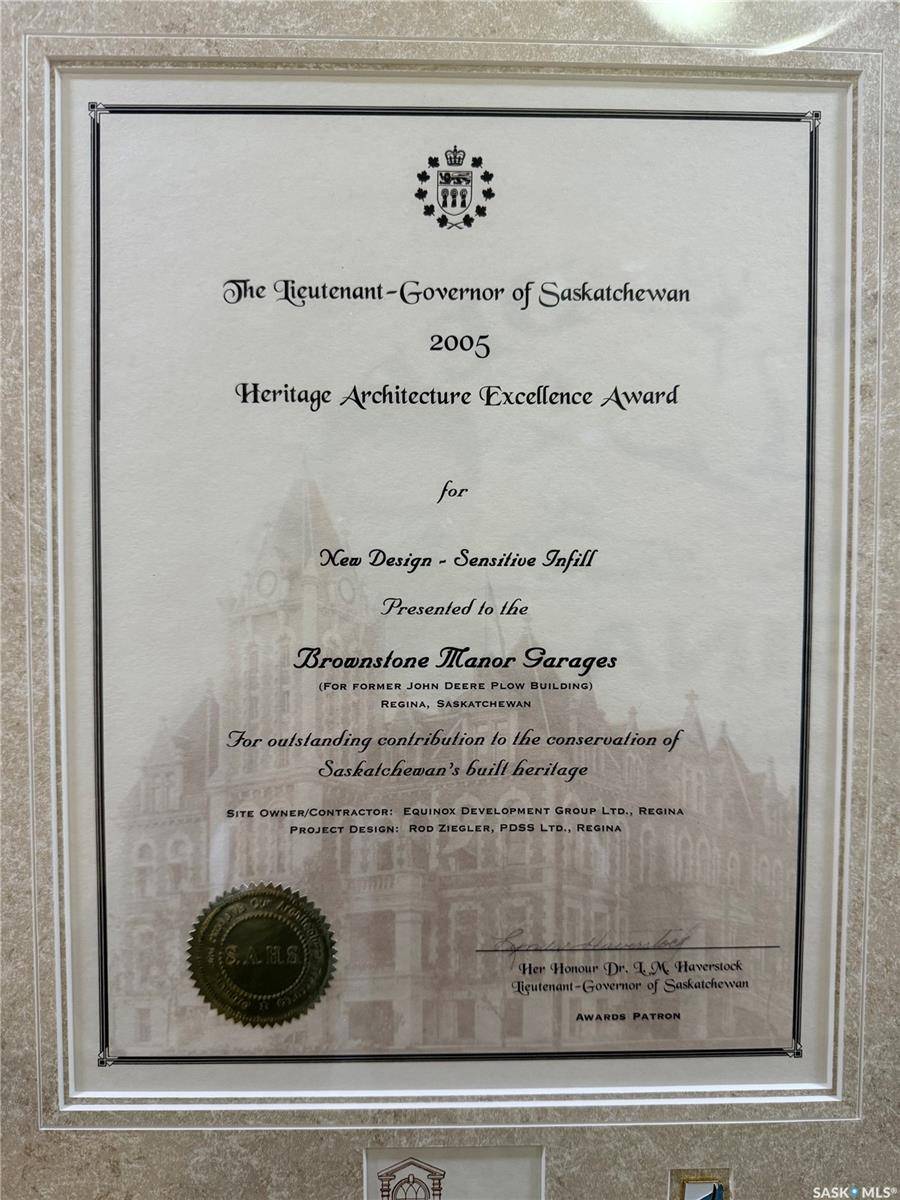 The Lieutenant-Governor of Saskatchewan
2005
Heritage Architecture Excellence Award
for
New Design - Sensitive Infill
Presented to the
Brownstone Manor Garages
(For former John Deere Plow Building)
Regina, Saskatchewan
For outstanding contribution to the conservation of
Saskatchewan's built heritage
Site Owner/Contractor: Equinox Development Group Ltd., Regina
Project Design: Rod Ziegler, PDSS Ltd., Regina
S.A.H.S.
Her Honour Dr. L.M. Haverstock
Lieutenant-Governor of Saskatchewan
Awards Patron
SASK MLS®